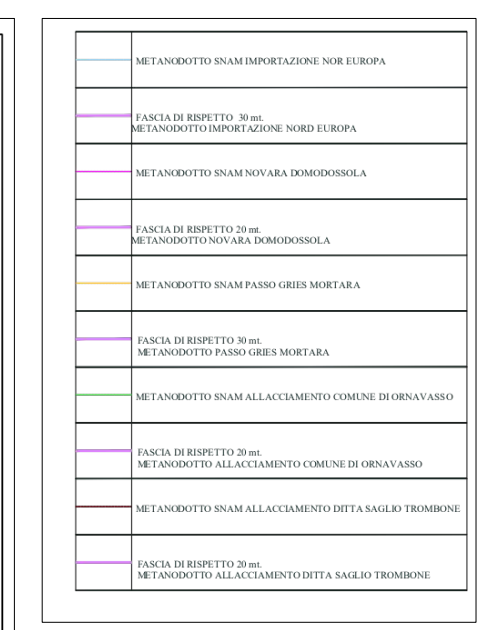 METANODOTTO SNAM IMPORTAZIONE NOR EUROPA
FASCIA DI RISPETTO 30 mt.
METANODOTTO IMPORTAZIONE NORD EUROPA
METANODOTTO SNAM NOVARA DOMODOSSOLA
FASCIA DI RISPETTO 20 mt.
METANODOTTO NOVARA DOMODOSSOLA
METANODOTTO SNAM PASSO GRIES MORTARA
FASCIA DI RISPETTO 30 mt.
METANODOTTO PASSO GRIES MORTARA
METANODOTTO SNAM ALLACCIAMENTO COMUNE DI ORNAVASSO
FASCIA DI RISPETTO 20 mt.
METANODOTTO ALLACCIAMENTO COMUNE DI ORNAVASSO
METANODOTTO SNAM ALLACCIAMENTO DITTA SAGLIO TROMBONE
FASCIA DI RISPETTO 20 mt.
METANODOTTO ALLACCIAMENTO DITTA SAGLIO TROMBONE